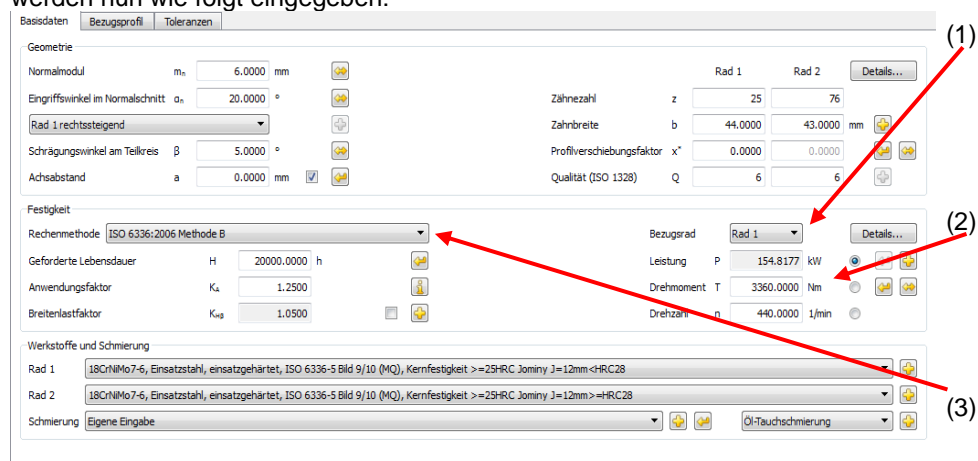 werden nun wie folgt eingegeben:
Basisdaten Bezugsprofil Toleranzen
(1)
Geometrie
Rad 1 Rad 2 Details...
Normalmodul mₙ 6.0000 mm
Eingriffswinkel im Normalschnitt αₙ 20.0000 ° Zähnezahl z 25 76
Rad 1 rechtssteigend Zahnbreite b 44.0000 43.0000 mm
Schrägungswinkel am Teilkreis β 5.0000 ° Profilverschiebungsfaktor x* 0.0000 0.0000
Achsabstand a 0.0000 mm Qualität (ISO 1328) Q 6 6
Festigkeit
(2)
Rechenmethode ISO 6336:2006 Methode B Bezugsrad Rad 1 Details...
Geforderte Lebensdauer H 20000.0000 h Leistung P 154.8177 kW
Anwendungsfaktor K_A 1.2500 Drehmoment T 3360.0000 Nm
Breitenlastfaktor K_Hβ 1.0500 Drehzahl n 440.0000 1/min
Werkstoffe und Schmierung
Rad 1 18CrNiMo7-6, Einsatzstahl, einsatzgehärtet, ISO 6336-5 Bild 9/10 (MQ), Kernfestigkeit >=25HRC Jominy J=12mm<HRC28
Rad 2 18CrNiMo7-6, Einsatzstahl, einsatzgehärtet, ISO 6336-5 Bild 9/10 (MQ), Kernfestigkeit >=25HRC Jominy J=12mm>=HRC28
(3)
Schmierung Eigene Eingabe Öl-Tauchschmierung